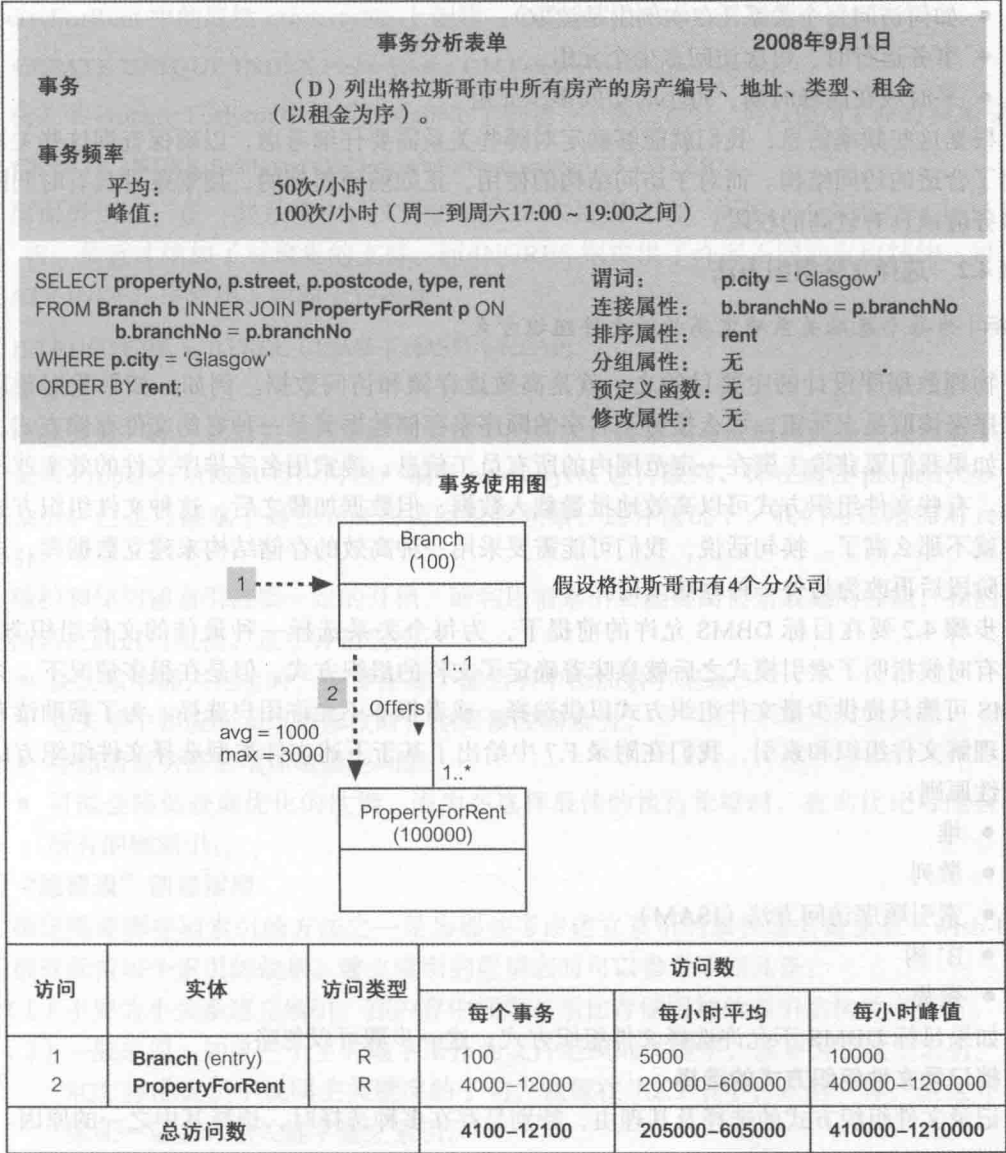 事务分析表单 2008年9月1日
事务 （D）列出格拉斯哥市中所有房产的房产编号、地址、类型、租金
（以租金为序）。
事务频率
平均： 50次/小时
峰值： 100次/小时（周一到周六17:00～19:00之间）
SELECT propertyNo, p.street, p.postcode, type, rent
FROM Branch b INNER JOIN PropertyForRent p ON
b.branchNo = p.branchNo
WHERE p.city = 'Glasgow'
ORDER BY rent;
谓词： p.city = 'Glasgow'
连接属性： b.branchNo = p.branchNo
排序属性： rent
分组属性： 无
预定义函数：无
修改属性： 无
事务使用图
Branch
(100)
1
假设格拉斯哥市有4个分公司
1..1
2
Offers
avg = 1000
max = 3000
1..*
PropertyForRent
(100000)
访问 实体 访问类型 访问数
每个事务 每小时平均 每小时峰值
1 Branch (entry) R 100 5000 10000
2 PropertyForRent R 4000–12000 200000–600000 400000–1200000
总访问数 4100–12100 205000–605000 410000–1210000